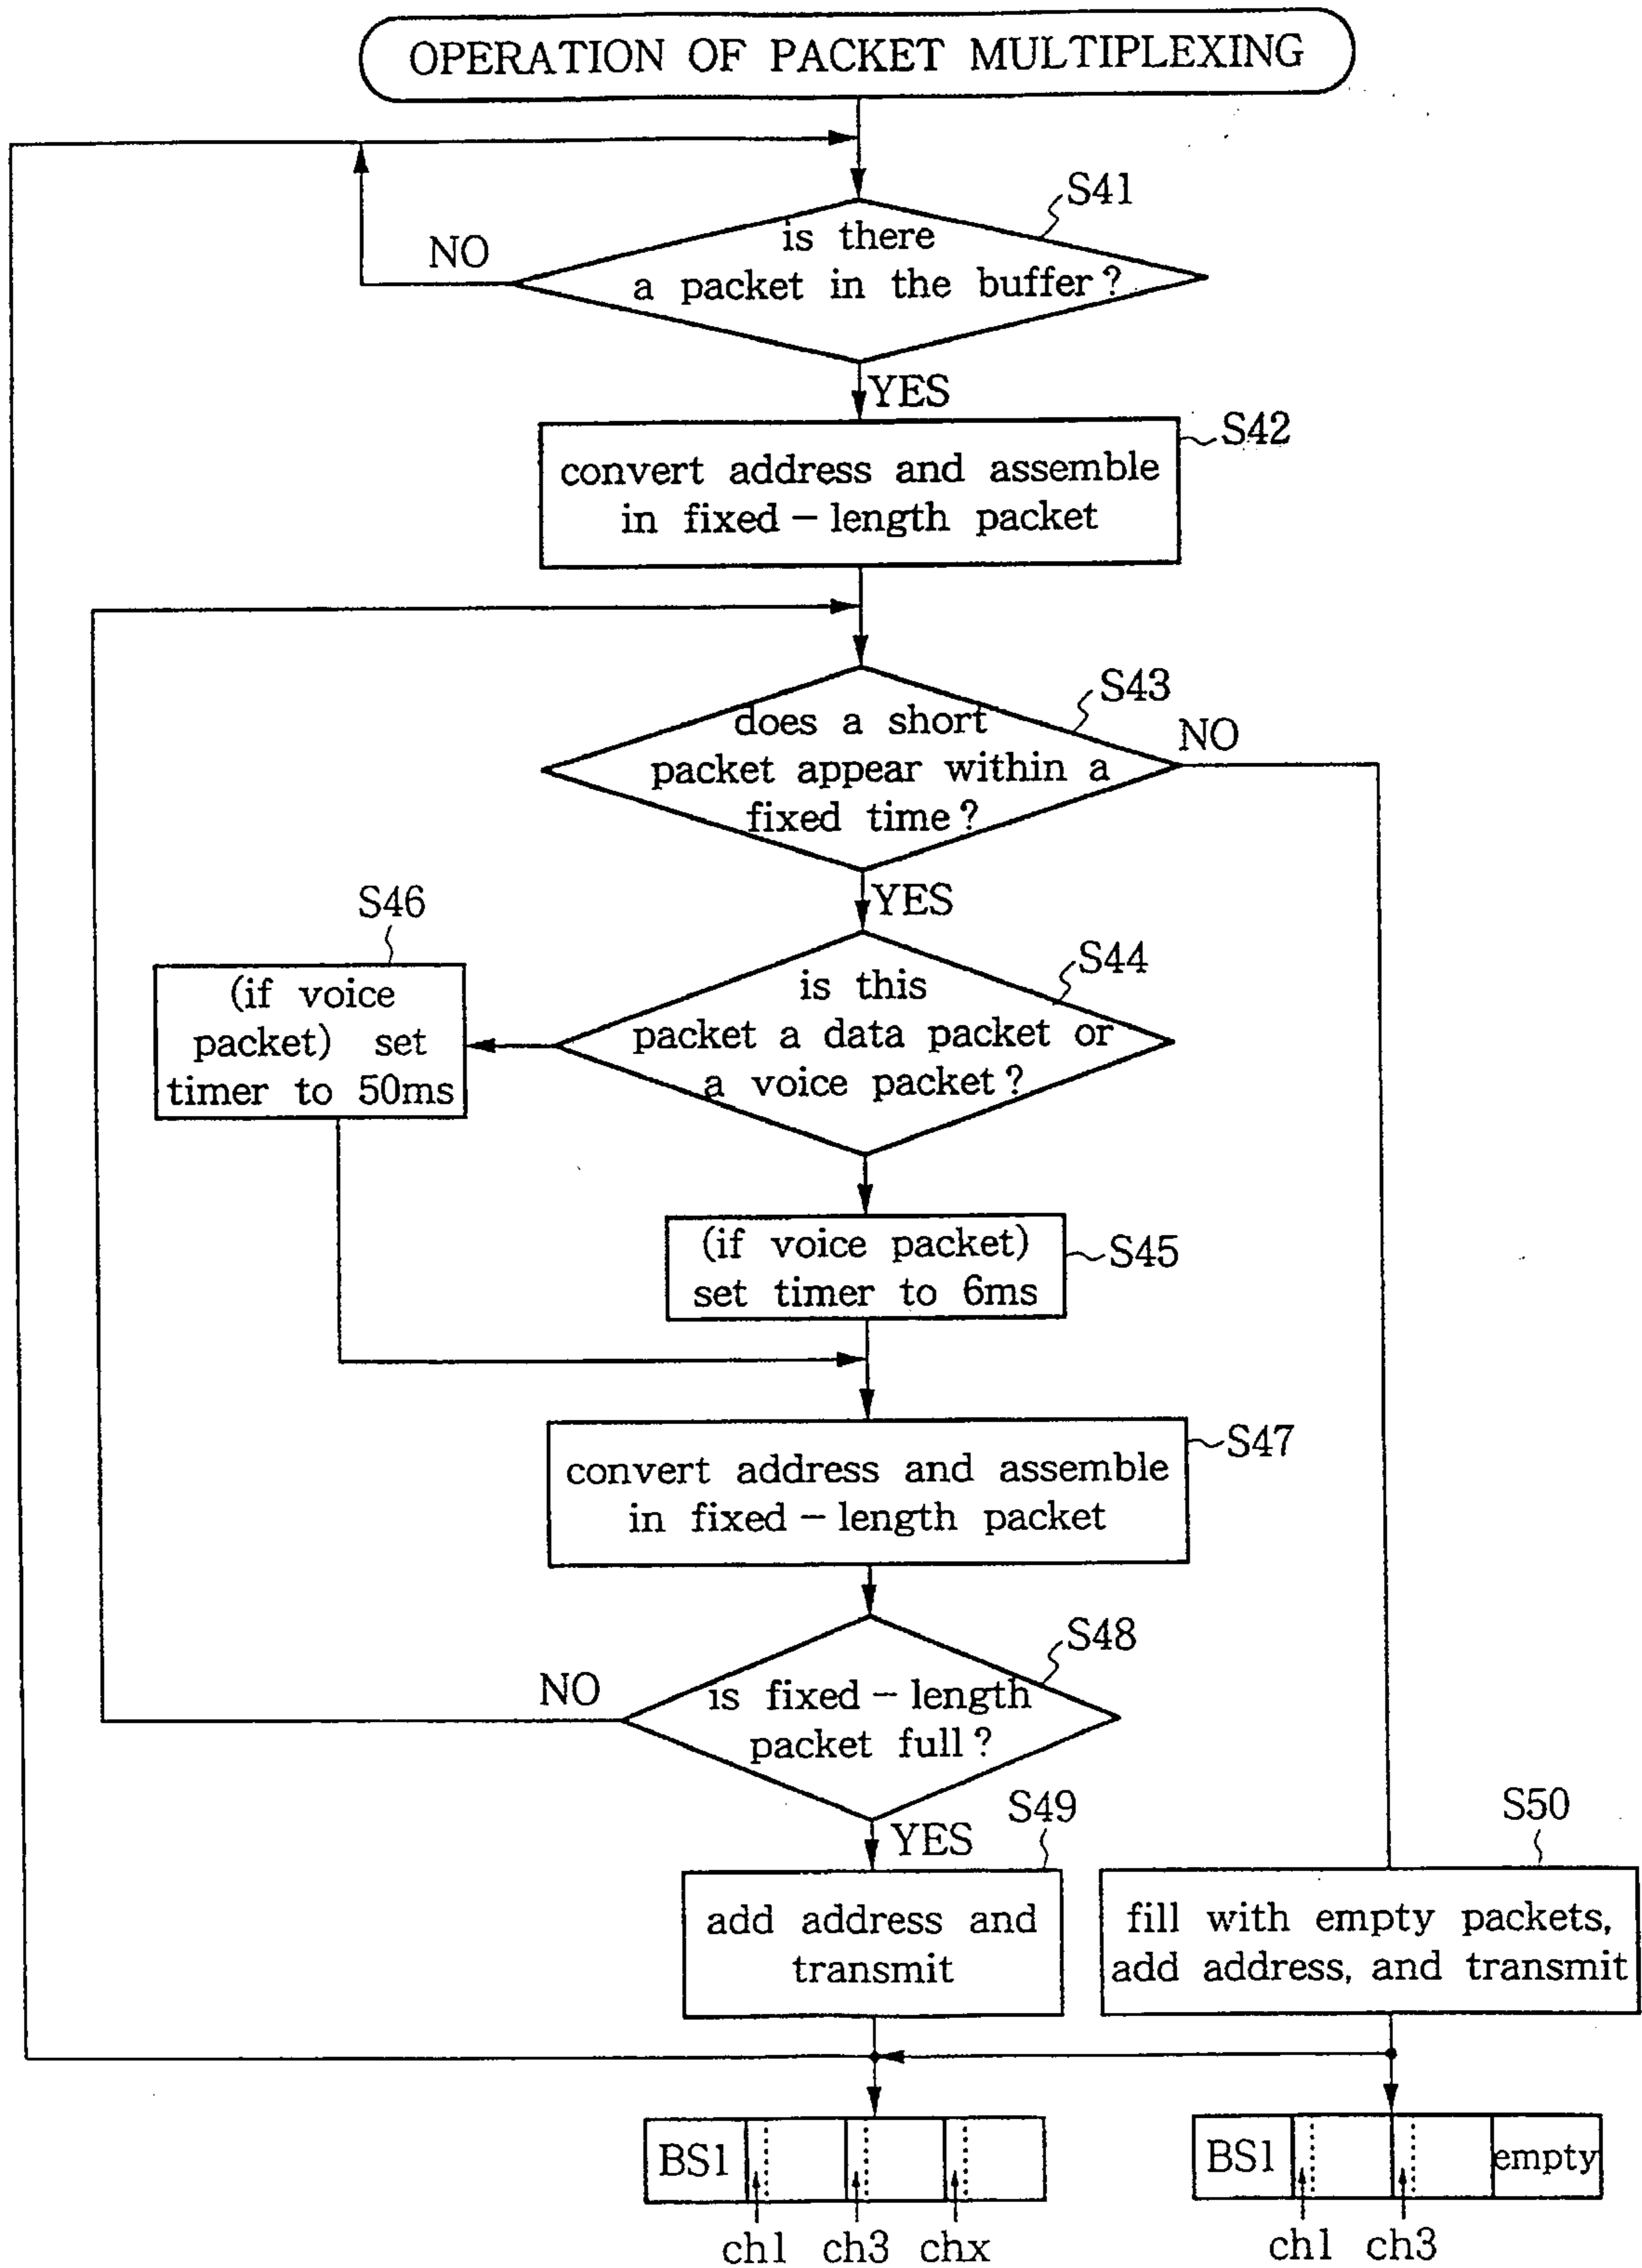 OPERATION OF PACKET MULTIPLEXING
S41
is there
a packet in the buffer?
NO
YES
S42
convert address and assemble
in fixed-length packet
S43
does a short
packet appear within a
fixed time?
NO
YES
S46
(if voice
packet) set
timer to 50ms
S44
is this
packet a data packet or
a voice packet?
S45
(if voice packet)
set timer to 6ms
S47
convert address and assemble
in fixed-length packet
S48
is fixed-length
packet full?
NO
YES
S49
add address and
transmit
S50
fill with empty packets,
add address, and transmit
BS1
ch1 ch3 chx
BS1 empty
ch1 ch3